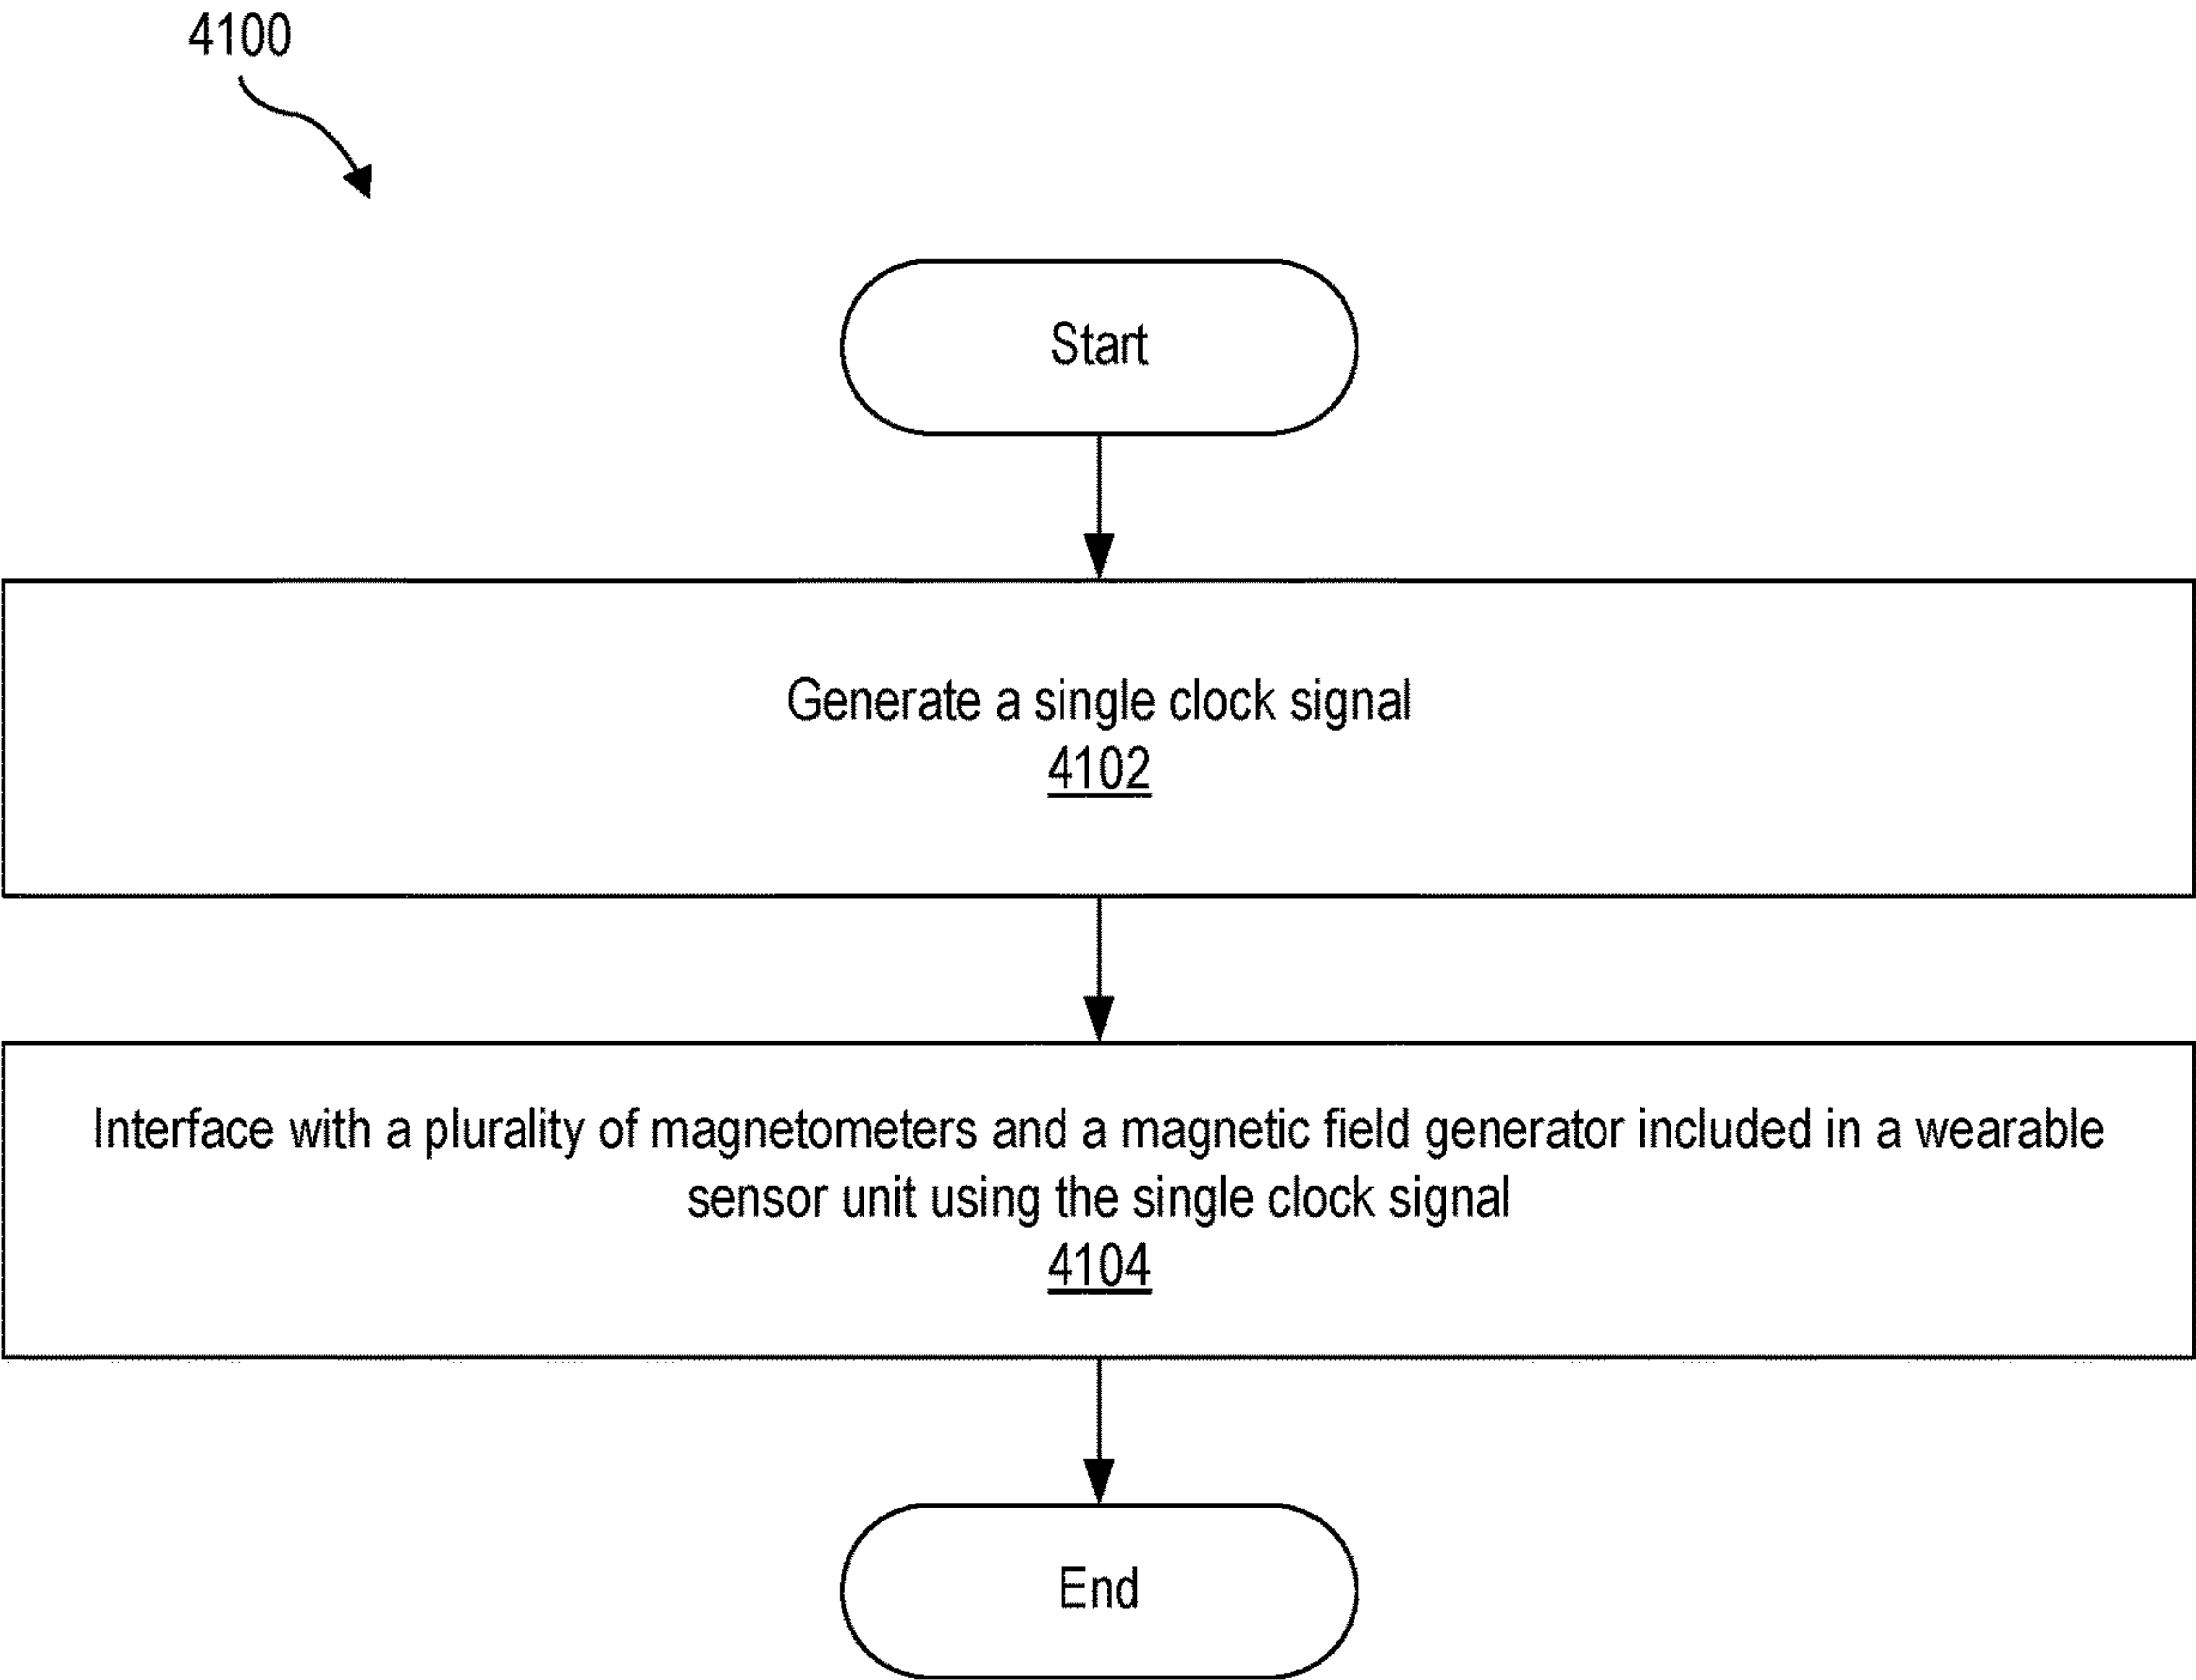 4100
Start
Generate a single clock signal
4102
Interface with a plurality of magnetometers and a magnetic field generator included in a wearable
sensor unit using the single clock signal
4104
End